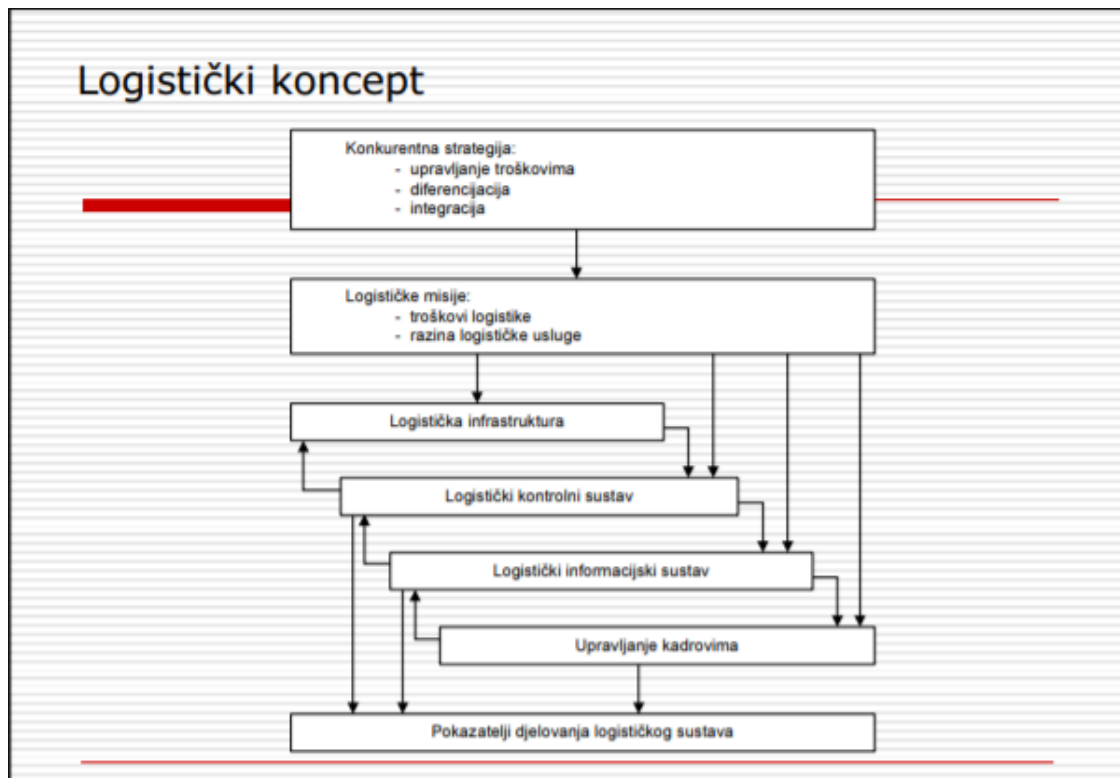 Logistički koncept
Konkurentna strategija:
- upravljanje troškovima
- diferencijacija
- integracija
Logističke misije:
- troškovi logistike
- razina logističke usluge
Logistička infrastruktura
Logistički kontrolni sustav
Logistički informacijski sustav
Upravljanje kadrovima
Pokazatelji djelovanja logističkog sustava